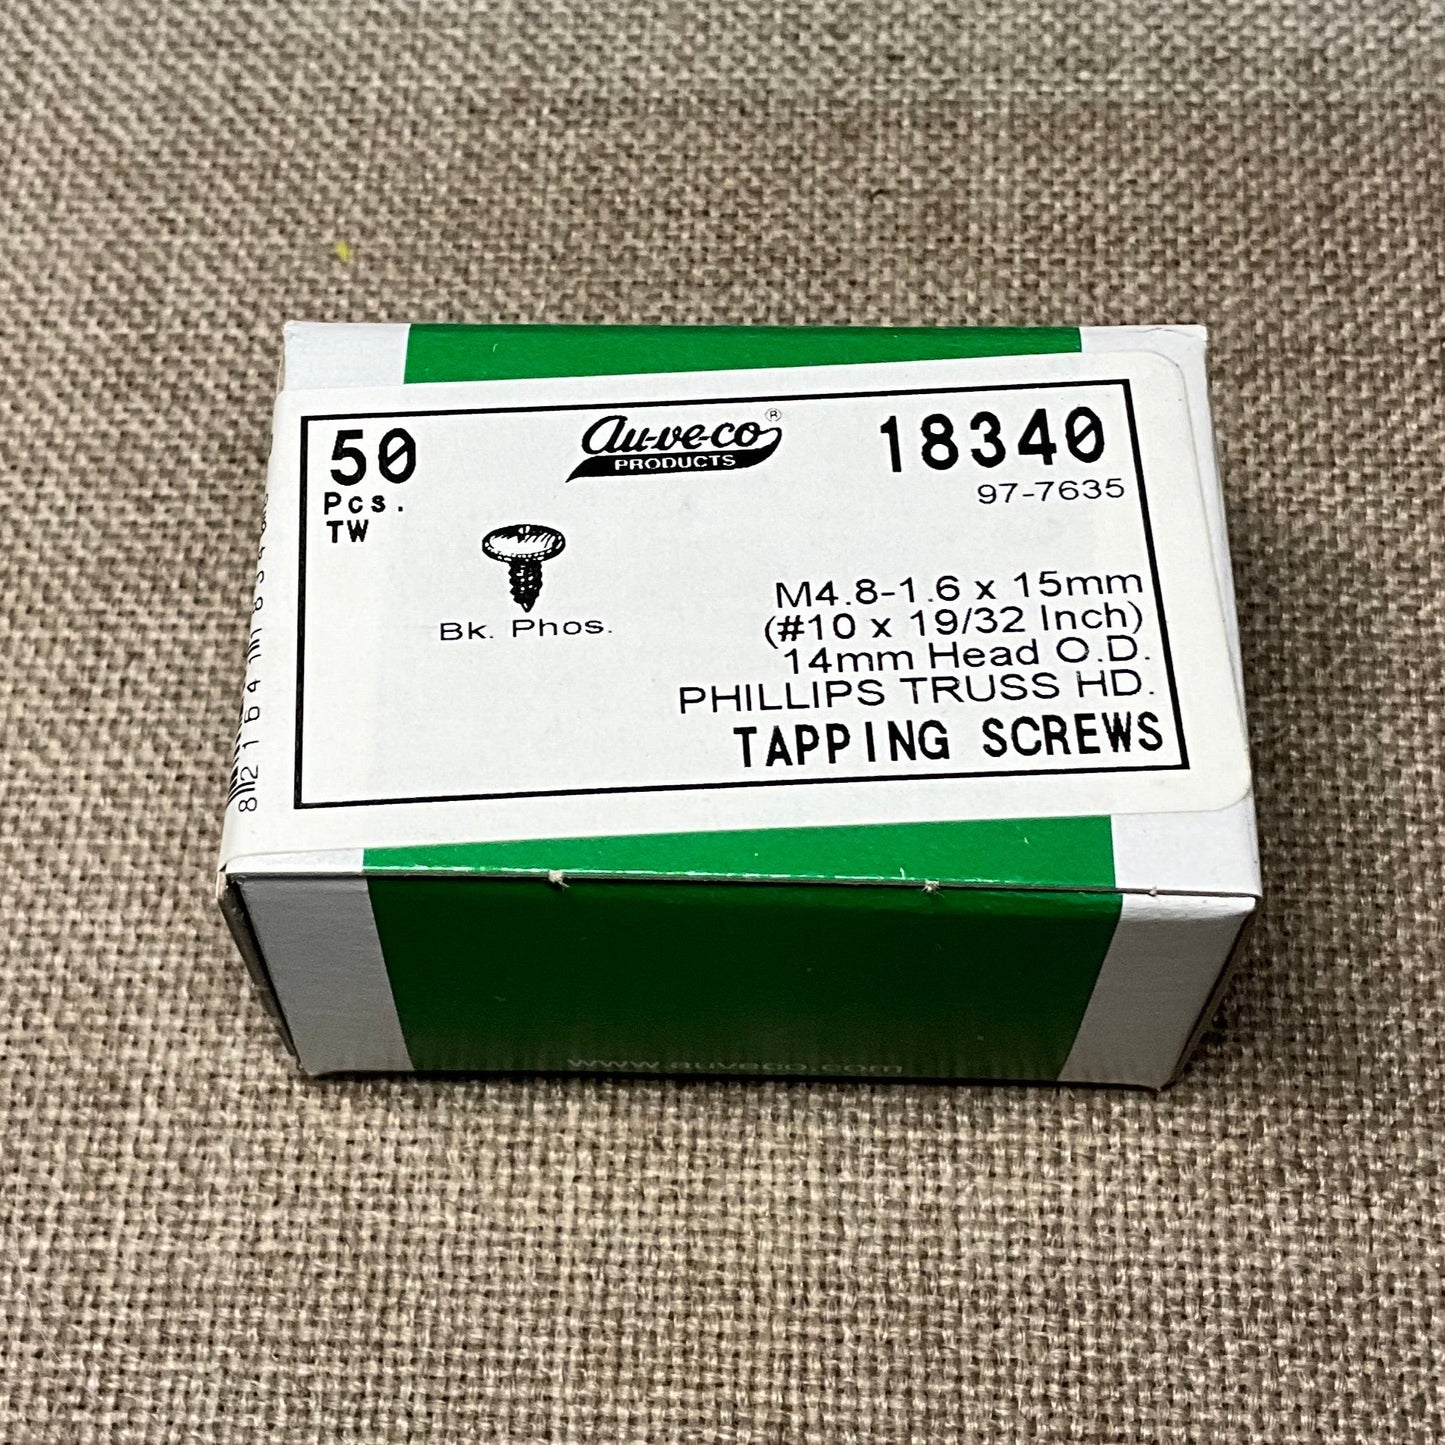 50
Pcs.
TW
au-ve-co®
PRODUCTS
18340
97-7635
Bk. Phos.
M4.8-1.6 x 15mm
(#10 x 19/32 Inch)
14mm Head O.D.
PHILLIPS TRUSS HD.
TAPPING SCREWS
www.auveco.com